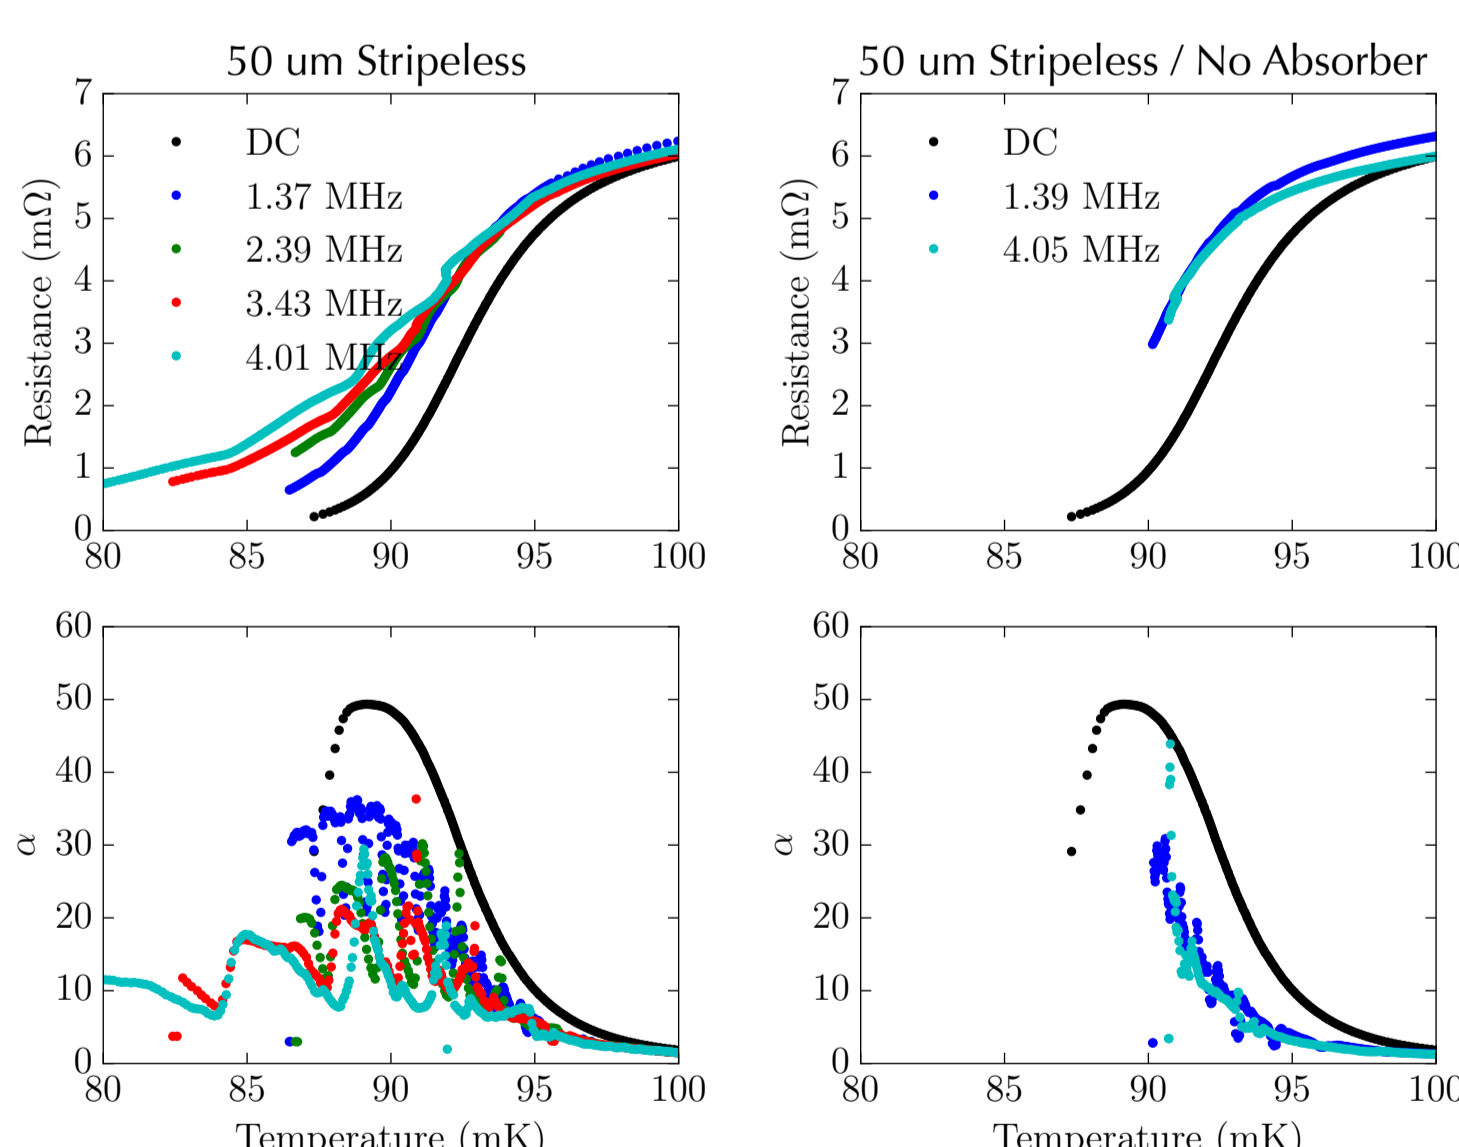 50 um Stripeless
50 um Stripeless / No Absorber
7
6
5
4
3
2
1
0
Resistance (mΩ)
DC
1.37 MHz
2.39 MHz
3.43 MHz
4.01 MHz
80 85 90 95 100
7
6
5
4
3
2
1
0
Resistance (mΩ)
DC
1.39 MHz
4.05 MHz
80 85 90 95 100
60
50
40
30
20
10
0
α
80 85 90 95 100
Temperature (mK)
60
50
40
30
20
10
0
α
80 85 90 95 100
Temperature (mK)